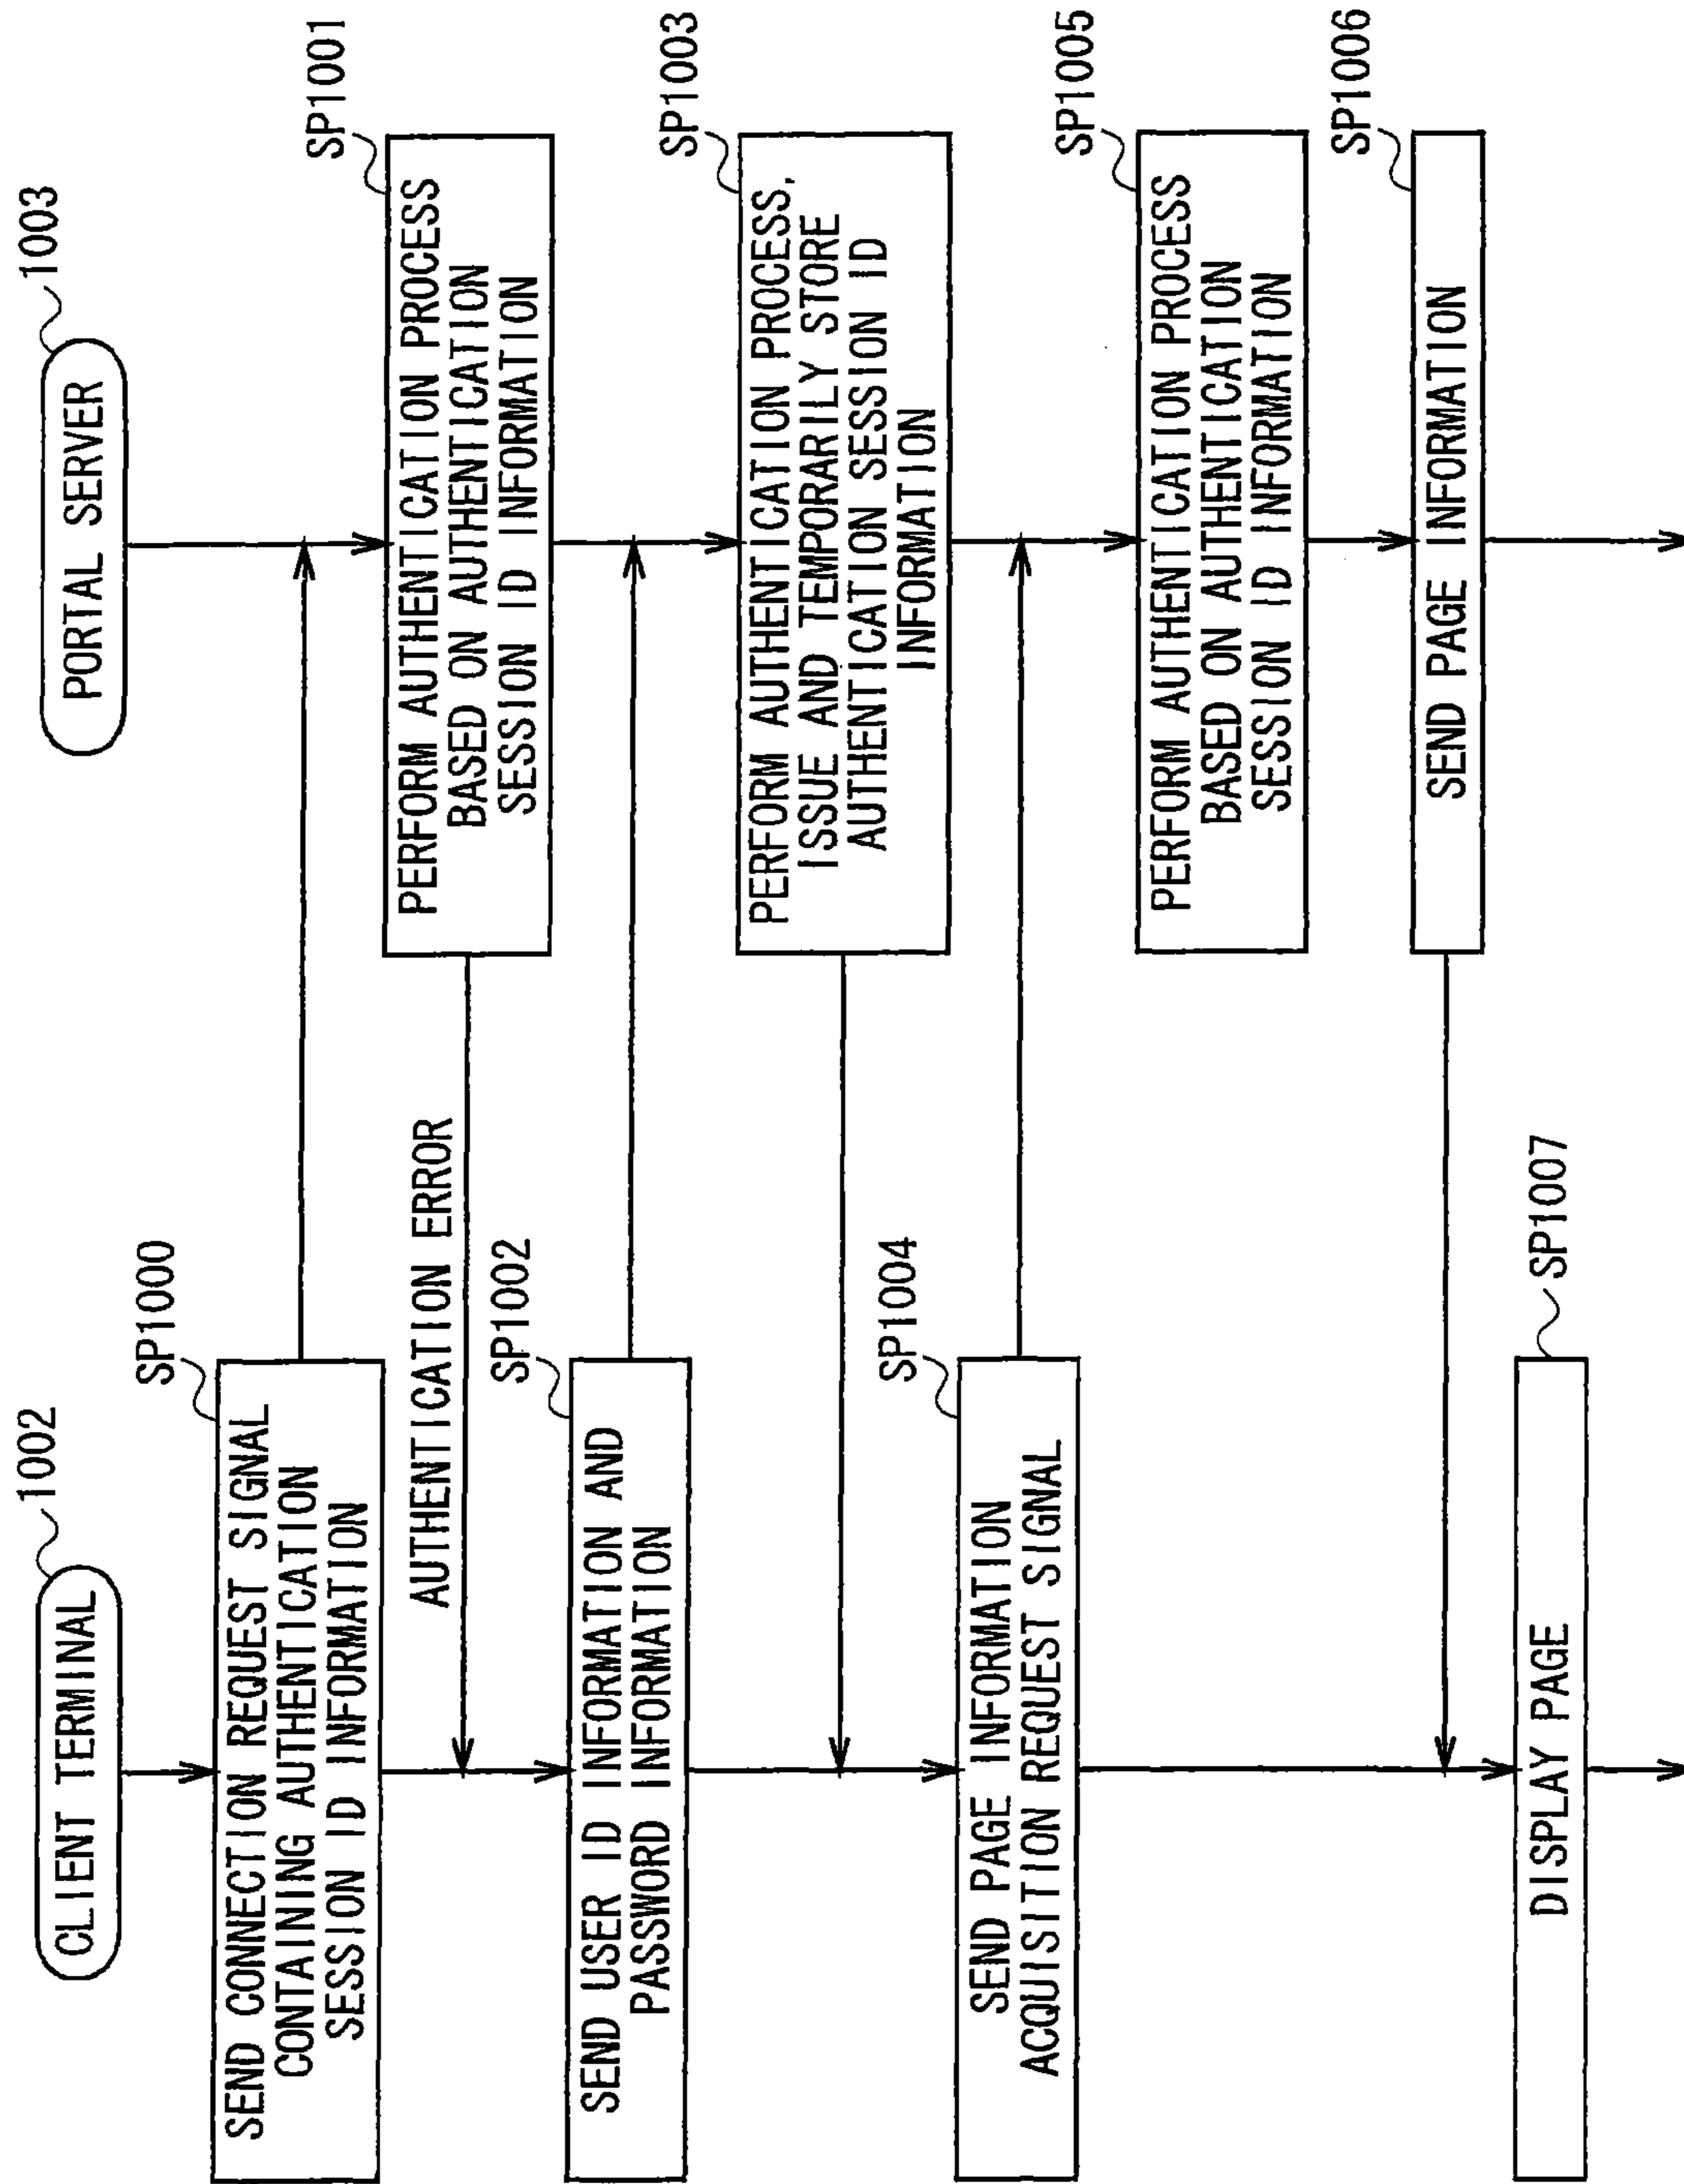 CLIENT TERMINAL
1002
PORTAL SERVER
1003
SP1000
SEND CONNECTION REQUEST SIGNAL
CONTAINING AUTHENTICATION
SESSION ID INFORMATION
SP1001
PERFORM AUTHENTICATION PROCESS
BASED ON AUTHENTICATION
SESSION ID INFORMATION
AUTHENTICATION ERROR
SP1002
SEND USER ID INFORMATION AND
PASSWORD INFORMATION
SP1003
PERFORM AUTHENTICATION PROCESS,
ISSUE AND TEMPORARILY STORE
AUTHENTICATION SESSION ID
INFORMATION
SP1004
SEND PAGE INFORMATION
ACQUISITION REQUEST SIGNAL
SP1005
PERFORM AUTHENTICATION PROCESS
BASED ON AUTHENTICATION
SESSION ID INFORMATION
SP1006
SEND PAGE INFORMATION
SP1007
DISPLAY PAGE